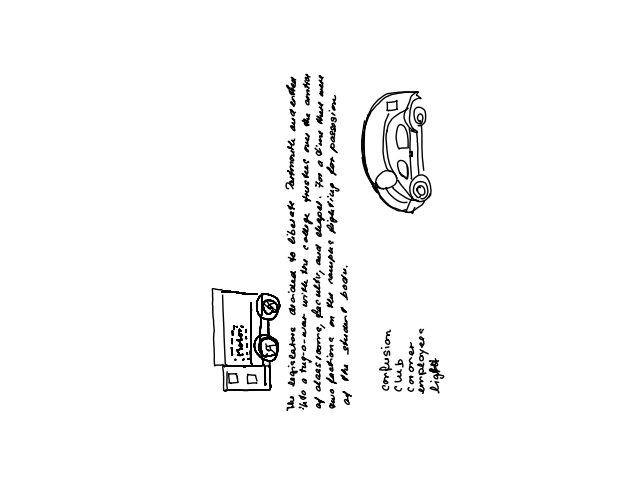 The legislature decided to liberate Dartmouth and entered
into a tug-o-war with the college trustees over the control
of classrooms, faculty, and chapel. For a time there were
two factions on the campus fighting for possession
of the student body.
confusion
club
coroner
employees
light